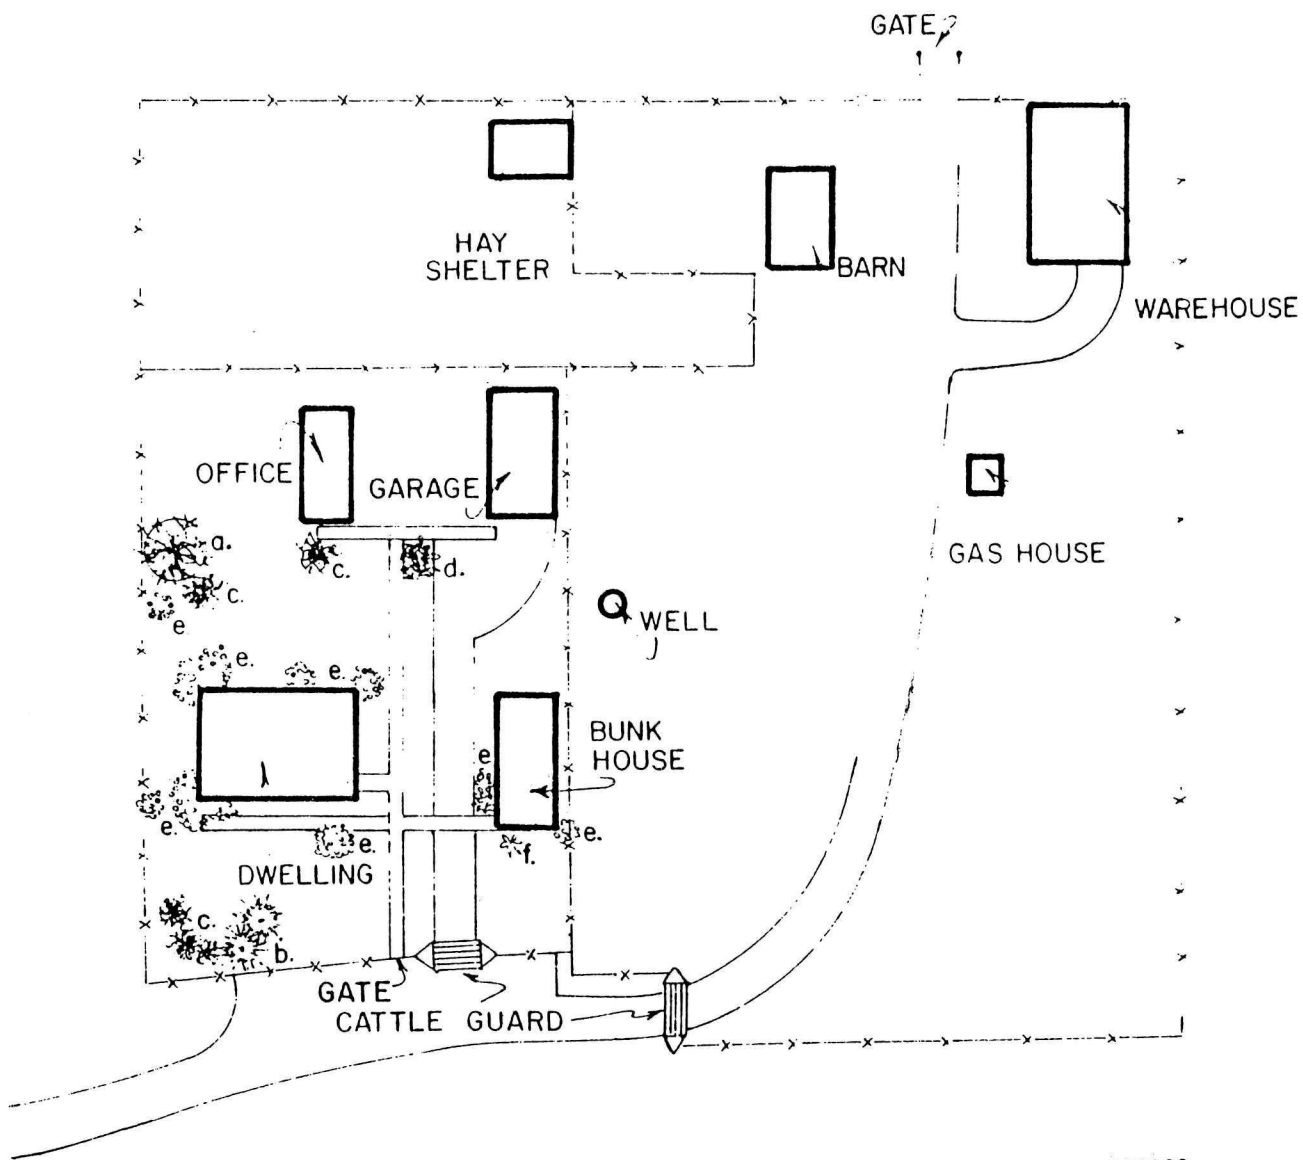 GATE
HAY
SHELTER
BARN
WAREHOUSE
OFFICE
GARAGE
a.
c.
d.
GAS HOUSE
c.
e.
WELL
e.
e.
BUNK
HOUSE
e
e.
e.
f.
e.
DWELLING
c.
b.
GATE
CATTLE GUARD